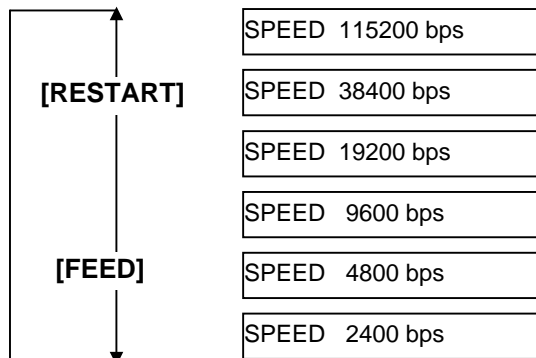 SPEED 115200 bps
[RESTART]
SPEED 38400 bps
SPEED 19200 bps
SPEED 9600 bps
[FEED]
SPEED 4800 bps
SPEED 2400 bps